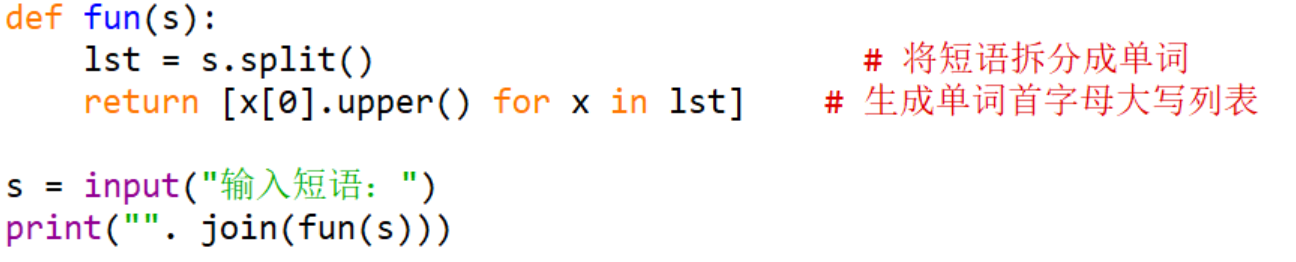 def fun(s):
    lst = s.split()                         # 将短语拆分成单词
    return [x[0].upper() for x in lst]    # 生成单词首字母大写列表

s = input("输入短语：")
print("". join(fun(s)))